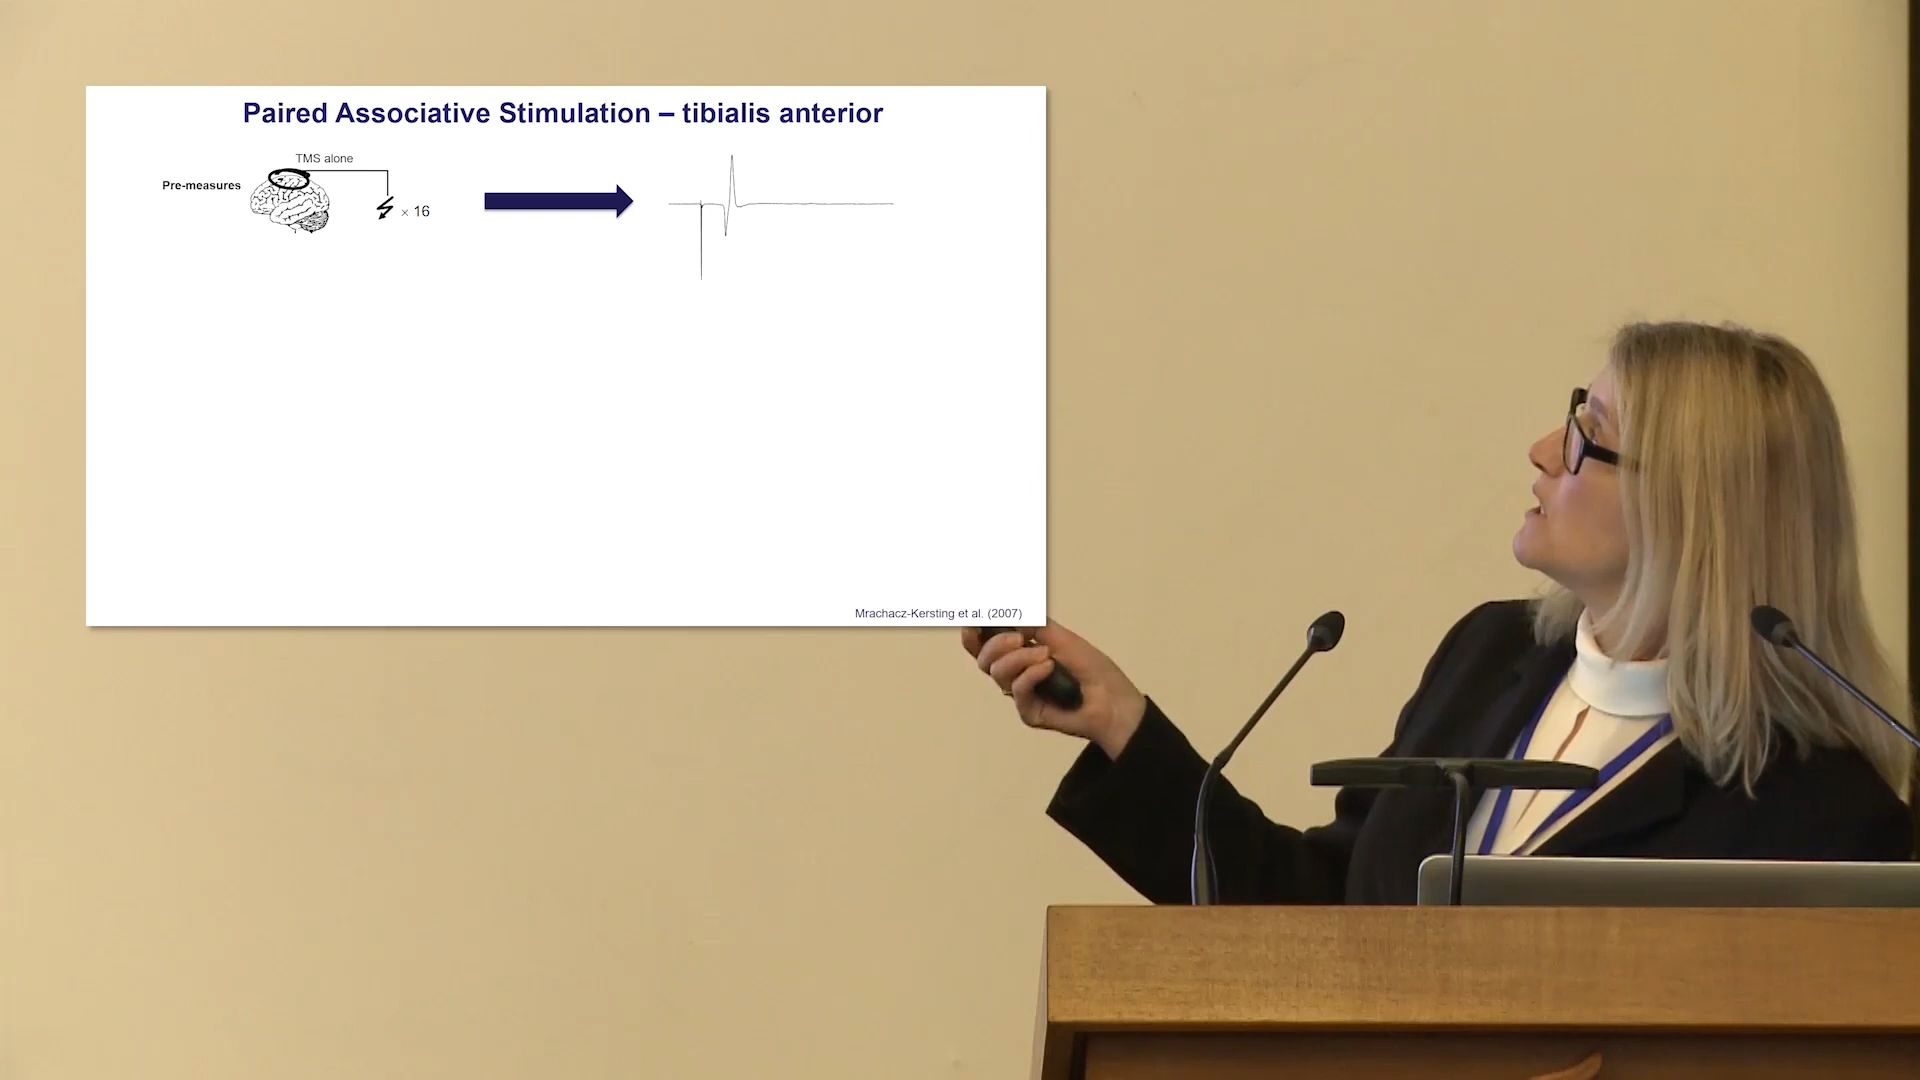 Paired Associative Stimulation – tibialis anterior
TMS alone
Pre-measures
× 16
Mrachacz-Kersting et al. (2007)